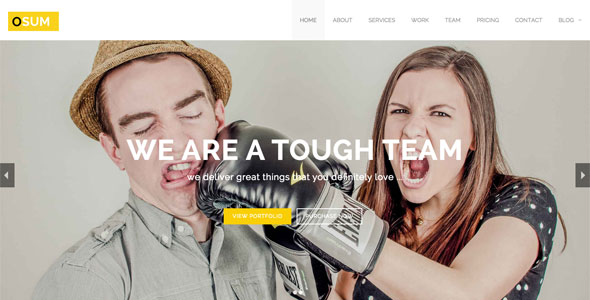 OSUM
HOME ABOUT SERVICES WORK TEAM PRICING CONTACT BLOG
WE ARE A TOUGH TEAM
we deliver great things that you definitely love ...
VIEW PORTFOLIO PURCHASE NOW